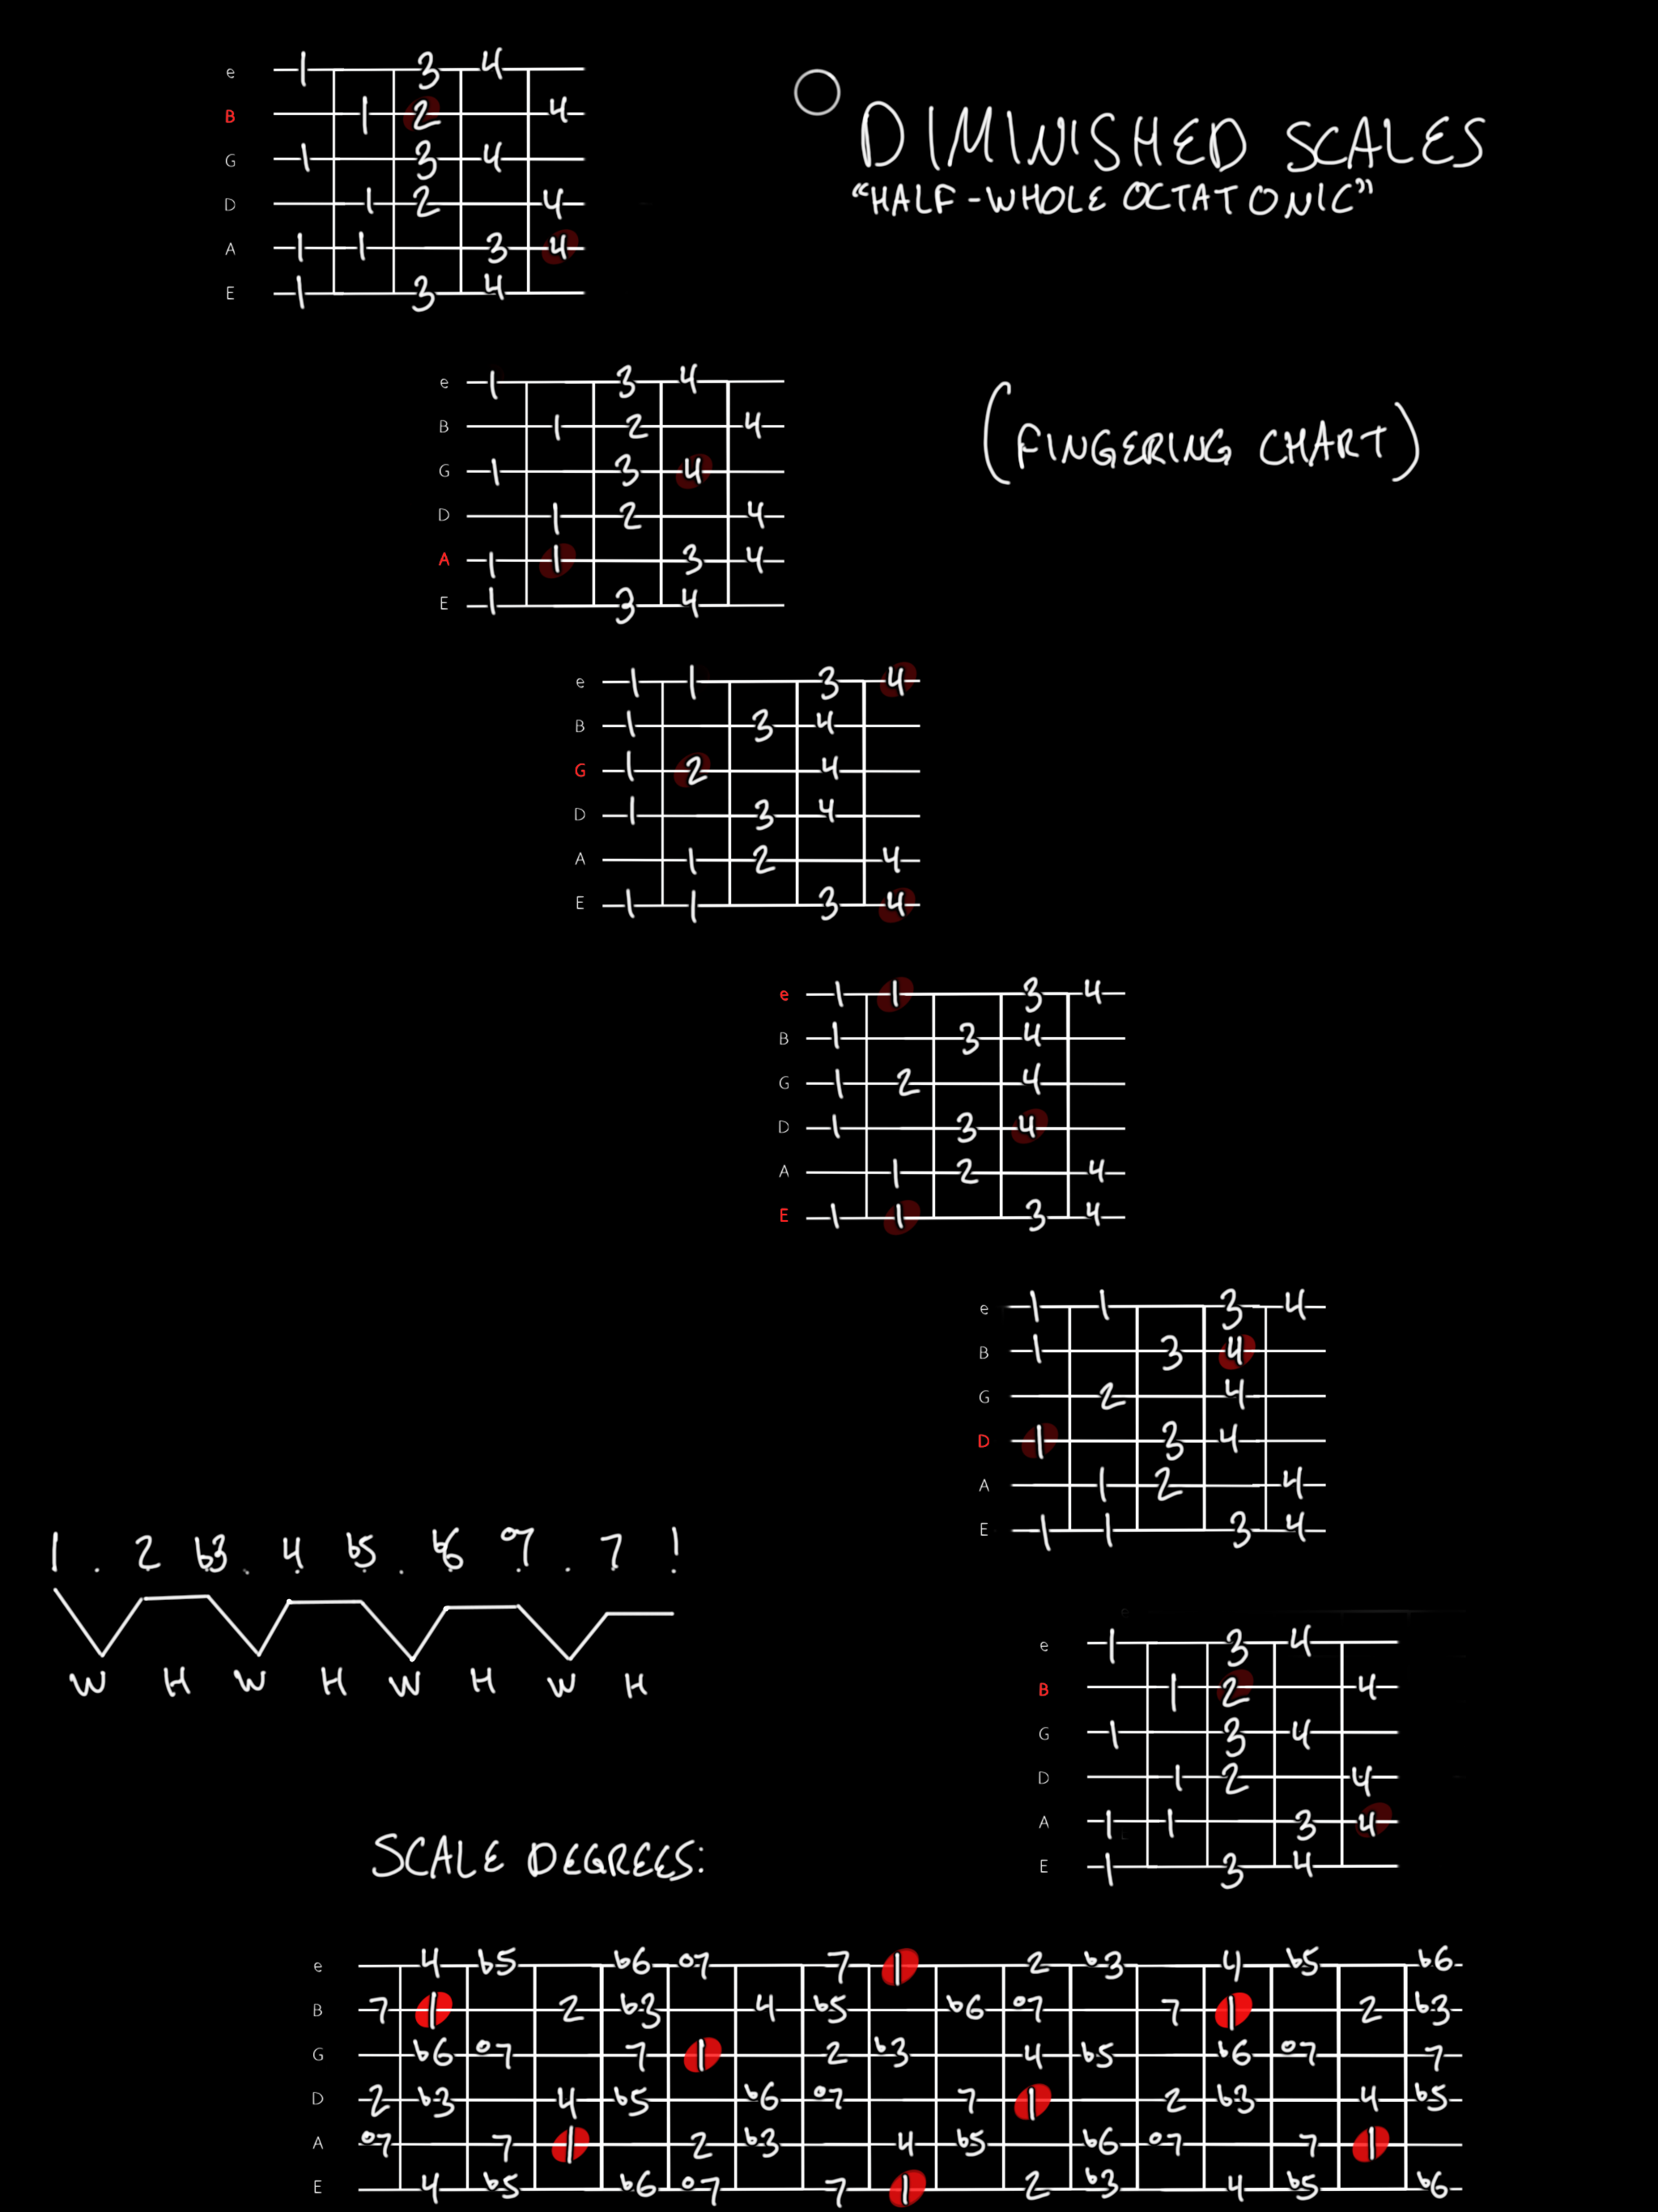 DIMINISHED SCALES
"HALF-WHOLE OCTATONIC"
(FINGERING CHART)
e 1 3 4
B 1 2 4
G 1 3 4
D 1 2 4
A 1 1 3 4
E 1 3 4
e 1 3 4
B 1 2 4
G 1 3 4
D 1 2 4
A 1 1 3 4
E 1 3 4
e 1 1 3 4
B 1 3 4
G 1 2 4
D 1 3 4
A 1 2 4
E 1 1 3 4
e 1 1 3 4
B 1 3 4
G 1 2 4
D 1 3 4
A 1 2 4
E 1 1 3 4
e 1 1 3 4
B 1 3 4
G 2 4
D 1 3 4
A 1 2 4
E 1 1 3 4
1 . 2 b3 . 4 b5 . b6 o7 . 7 1
W H W H W H W H
e 1 3 4
B 1 2 4
G 1 3 4
D 1 2 4
A 1 1 3 4
E 1 3 4
SCALE DEGREES:
e 4 b5 b6 o7 7 1 2 b3 4 b5 b6
B 7 1 2 b3 4 b5 b6 o7 7 1 2 b3
G b6 o7 7 1 2 b3 4 b5 b6 o7 7
D 2 b3 4 b5 b6 o7 7 1 2 b3 4 b5
A o7 7 1 2 b3 4 b5 b6 o7 7 1
E 4 b5 b6 o7 7 1 2 b3 4 b5 b6